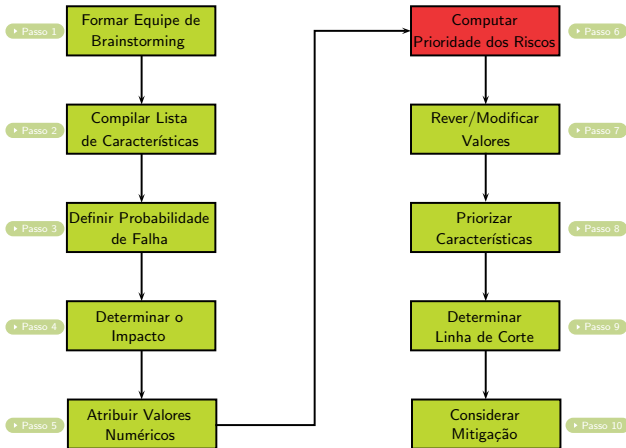 Passo 1
Formar Equipe de
Brainstorming
Passo 2
Compilar Lista
de Características
Passo 3
Definir Probabilidade
de Falha
Passo 4
Determinar o
Impacto
Passo 5
Atribuir Valores
Numéricos
Computar
Prioridade dos Riscos
Passo 6
Rever/Modificar
Valores
Passo 7
Priorizar
Características
Passo 8
Determinar
Linha de Corte
Passo 9
Considerar
Mitigação
Passo 10